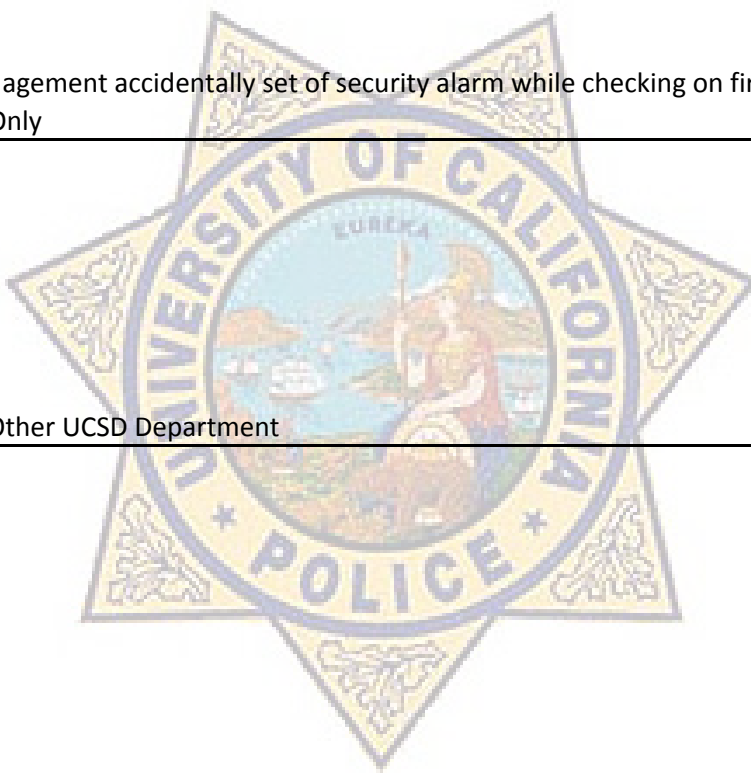 agement accidentally set of security alarm while checking on fir
Only
UNIVERSITY OF CALIFORNIA
EUREKA
Other UCSD Department
POLICE